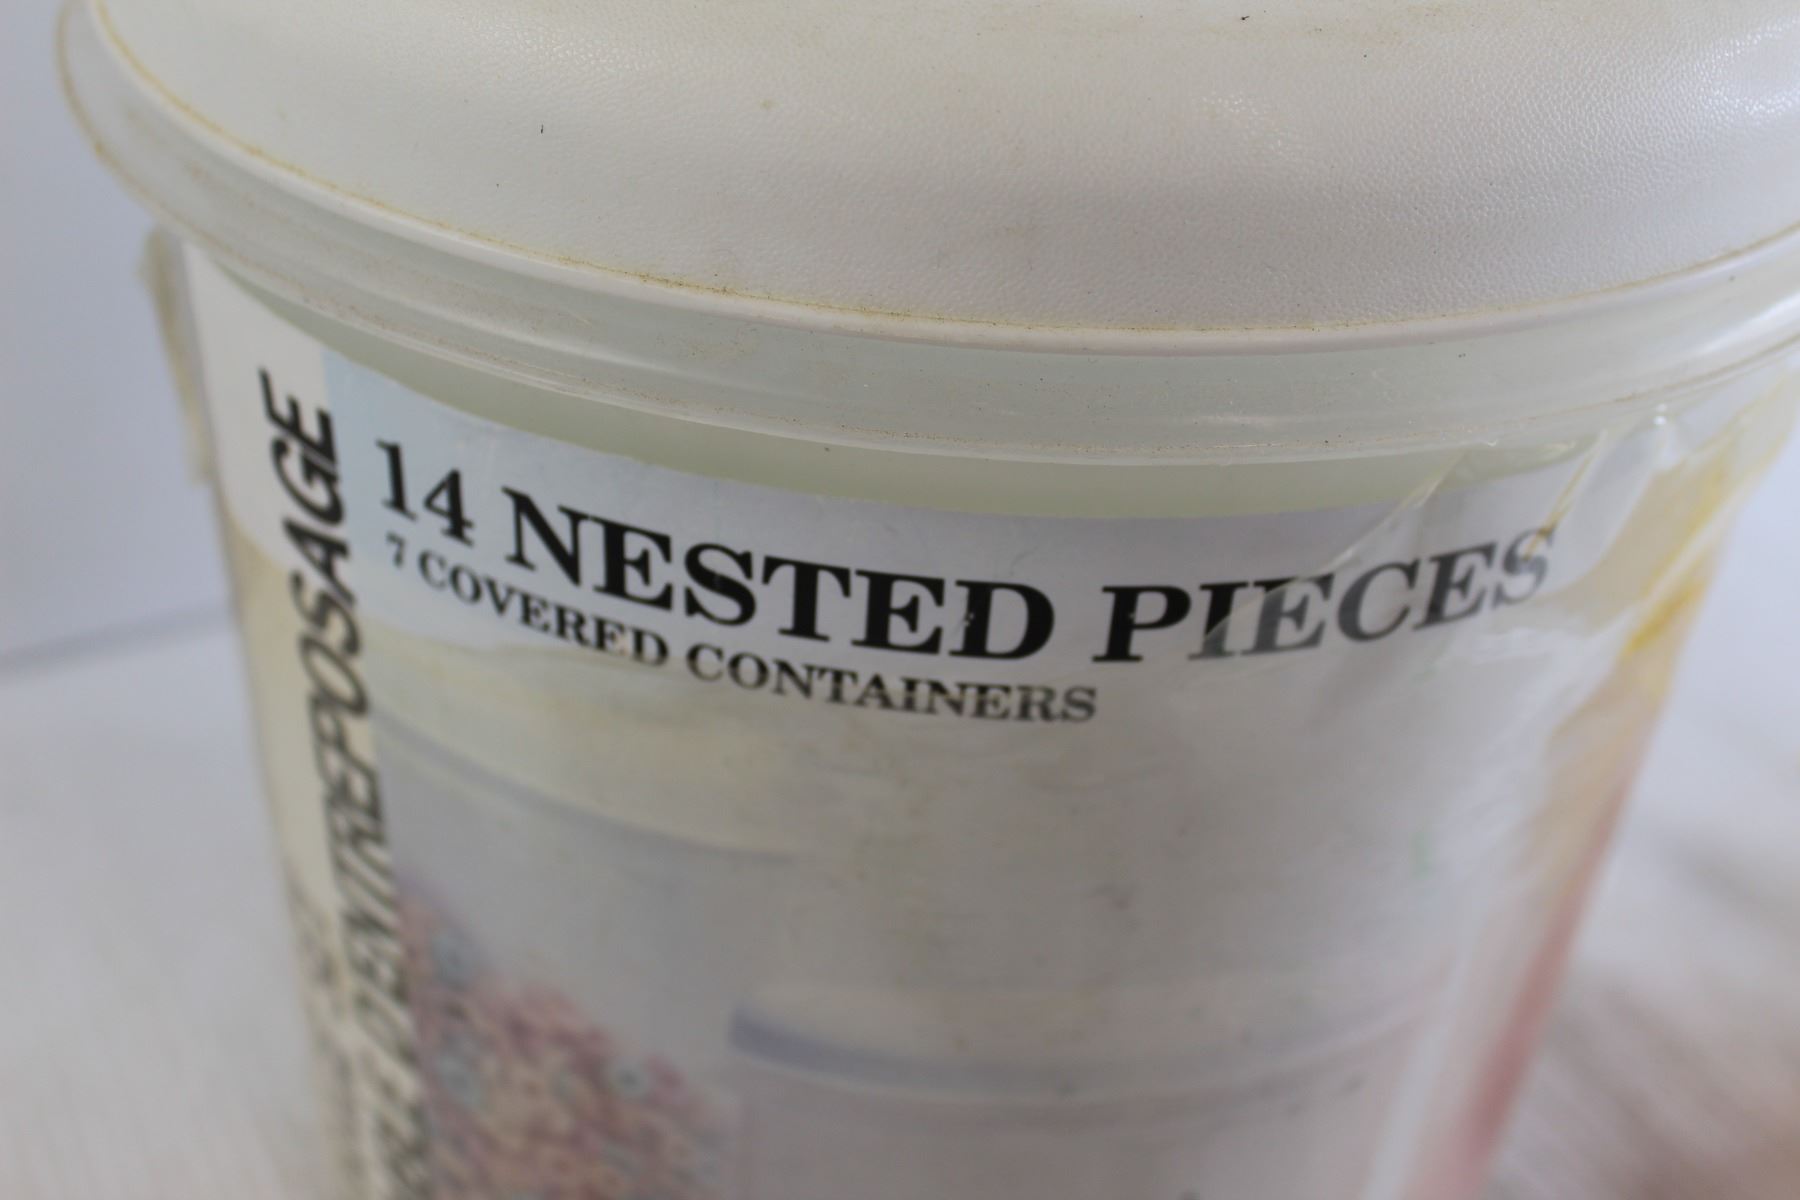 14 NESTED PIECES
7 COVERED CONTAINERS
D'ENTREPOSAGE